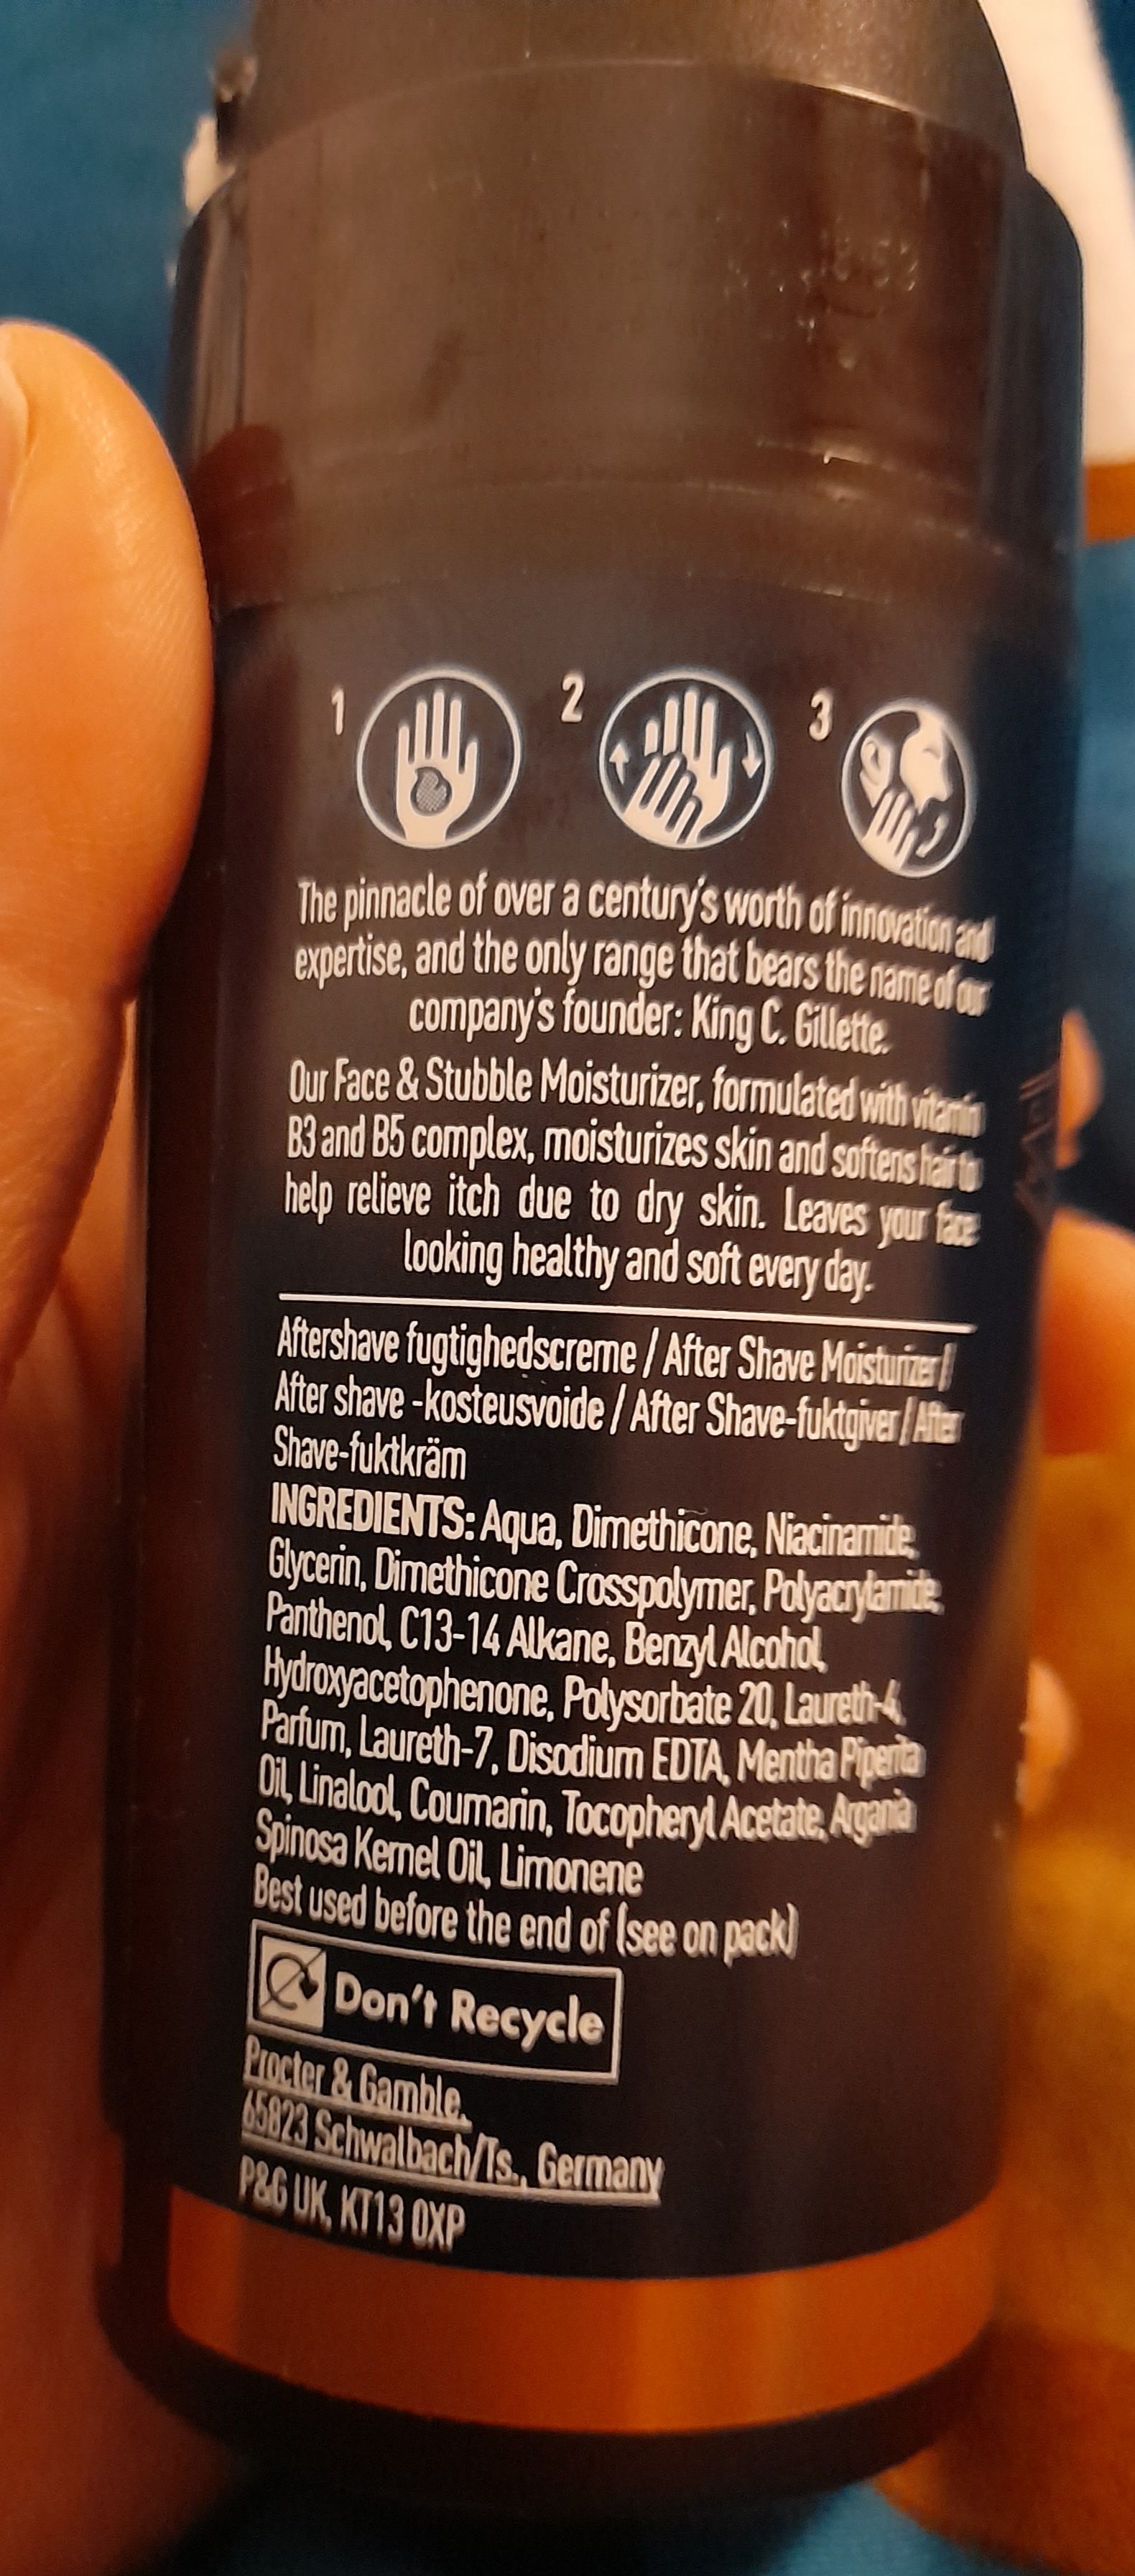 1 2 3
The pinnacle of over a century's worth of innovation and
expertise, and the only range that bears the name of our
company's founder: King C. Gillette.
Our Face & Stubble Moisturizer, formulated with vitamin
B3 and B5 complex, moisturizes skin and softens hair to
help relieve itch due to dry skin. Leaves your face
looking healthy and soft every day.
Aftershave fugtighedscreme / After Shave Moisturizer /
After shave -kosteusvoide / After Shave-fuktgiver / After
Shave-fuktkräm
INGREDIENTS: Aqua, Dimethicone, Niacinamide,
Glycerin, Dimethicone Crosspolymer, Polyacrylamide,
Panthenol, C13-14 Alkane, Benzyl Alcohol,
Hydroxyacetophenone, Polysorbate 20, Laureth-4,
Parfum, Laureth-7, Disodium EDTA, Mentha Piperita
Oil, Linalool, Coumarin, Tocopheryl Acetate, Argania
Spinosa Kernel Oil, Limonene
Best used before the end of (see on pack)
Don't Recycle
Procter & Gamble,
65823 Schwalbach/Ts., Germany
P&G UK, KT13 0XP